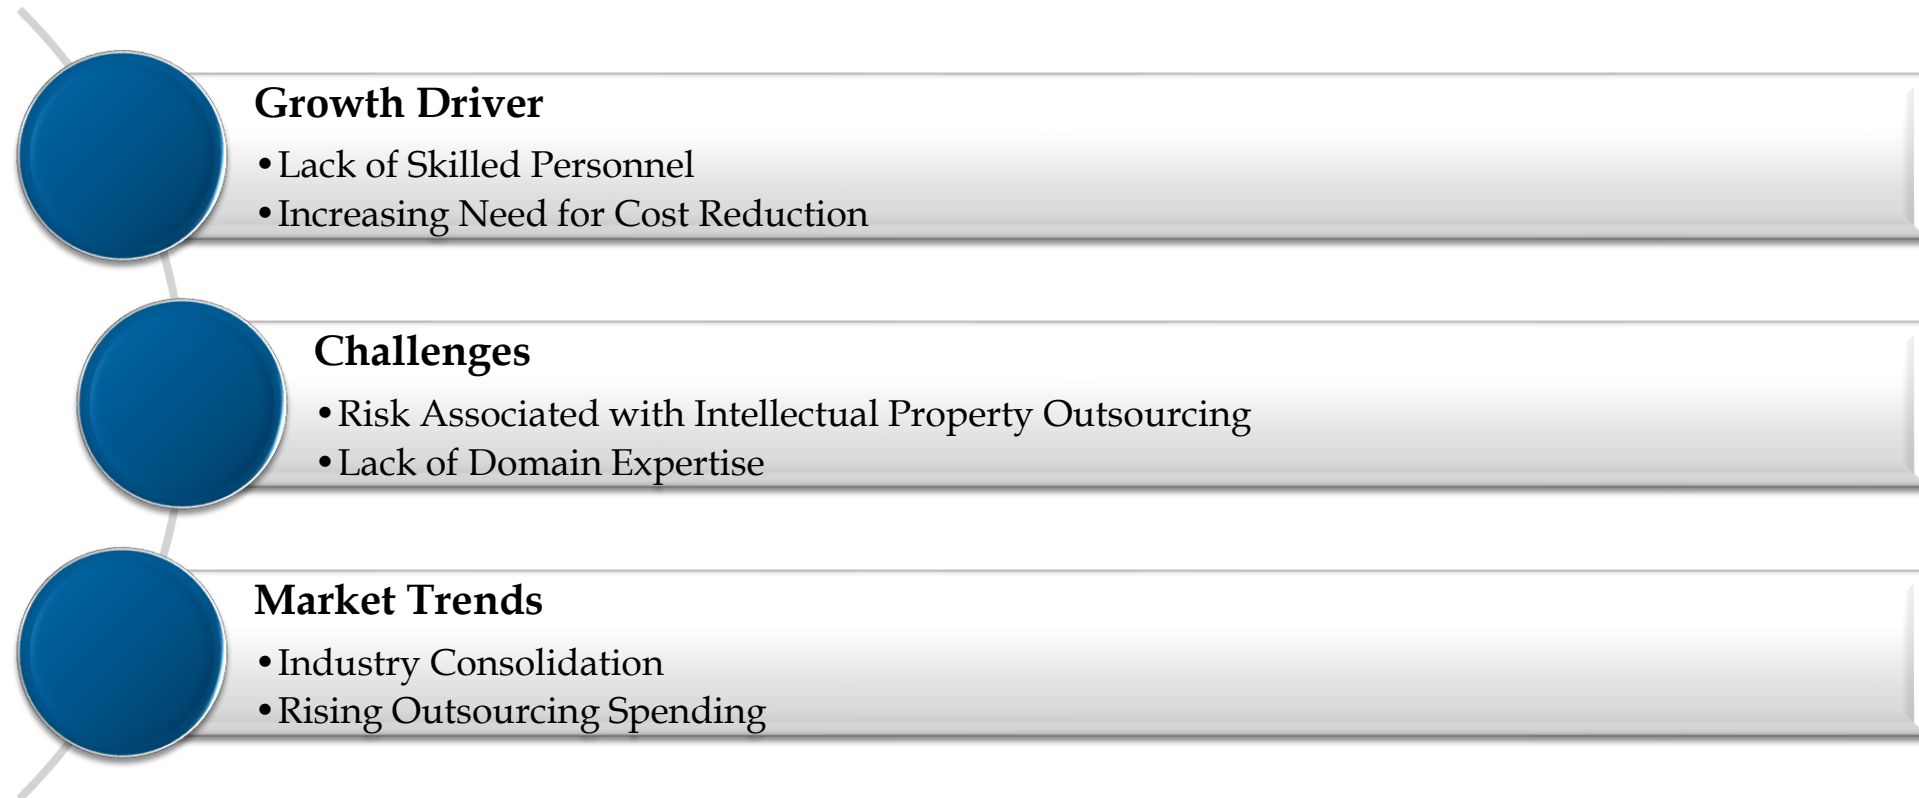 Growth Driver
•Lack of Skilled Personnel
•Increasing Need for Cost Reduction
Challenges
•Risk Associated with Intellectual Property Outsourcing
•Lack of Domain Expertise
Market Trends
•Industry Consolidation
•Rising Outsourcing Spending